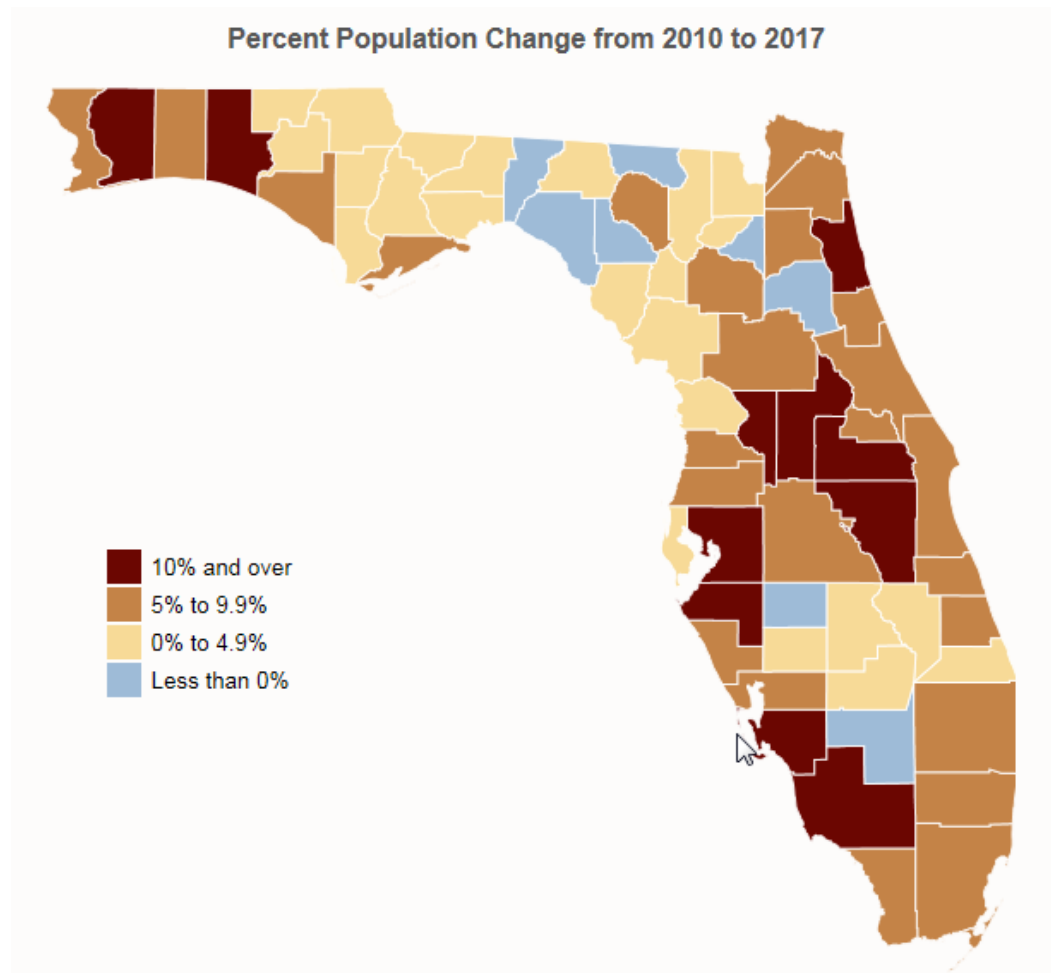 Percent Population Change from 2010 to 2017
10% and over
5% to 9.9%
0% to 4.9%
Less than 0%